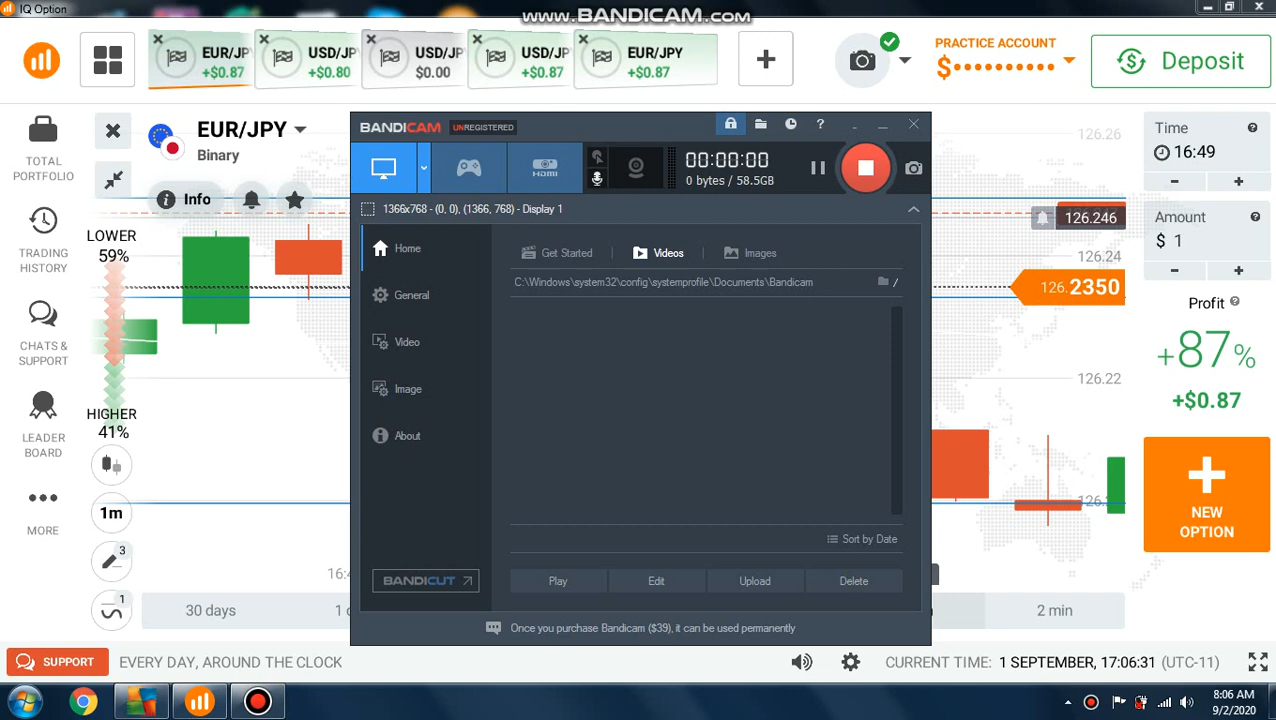 IQ Option
www.BANDICAM.com
EUR/JP
+$0.87
USD/JP
+$0.80
USD/JP
$0.00
USD/JP
+$0.87
EUR/JPY
+$0.87
PRACTICE ACCOUNT
$
Deposit
TOTAL
PORTFOLIO
TRADING
HISTORY
CHATS &
SUPPORT
LEADER
BOARD
MORE
EUR/JPY
Binary
Info
LOWER
59%
HIGHER
41%
1m
3
1
BANDICAM UNREGISTERED
HDMI
00:00:00
0 bytes / 58.5GB
1366x768 - (0, 0), (1366, 768) - Display 1
Home
General
Video
Image
About
BANDICUT
Get Started
Videos
Images
C:\Windows\system32\config\systemprofile\Documents\Bandicam
Sort by Date
Play
Edit
Upload
Delete
Once you purchase Bandicam ($39), it can be used permanently
126.26
126.246
126.24
126.2350
126.22
16:4
30 days
2 min
Time
16:49
Amount
$ 1
Profit
+87%
+$0.87
NEW
OPTION
SUPPORT
EVERY DAY, AROUND THE CLOCK
CURRENT TIME: 1 SEPTEMBER, 17:06:31 (UTC-11)
8:06 AM
9/2/2020